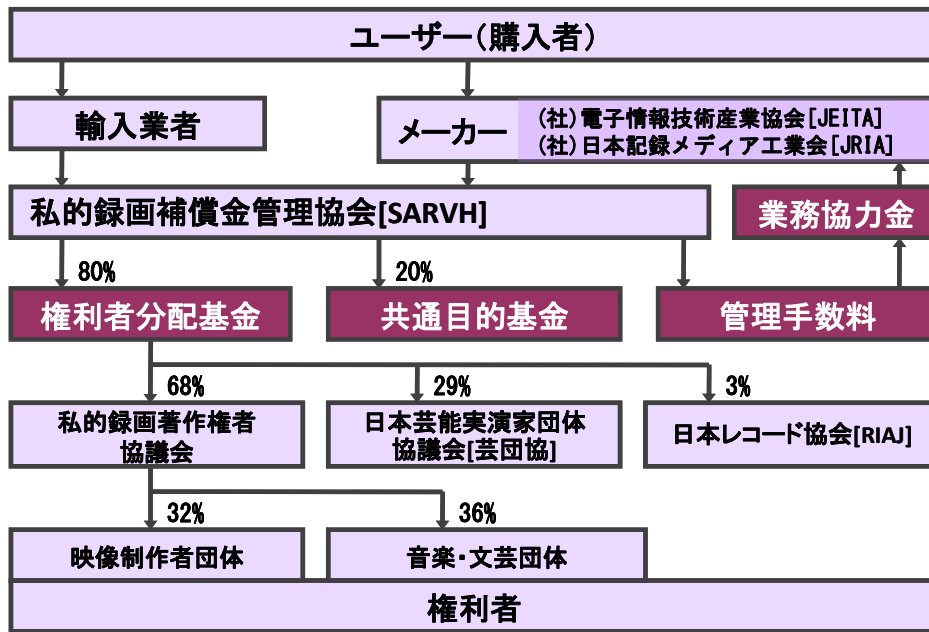 ユーザー(購入者)
輸入業者
メーカー
(社)電子情報技術産業協会[JEITA]
(社)日本記録メディア工業会[JRIA]
私的録画補償金管理協会[SARVH]
業務協力金
80%
20%
権利者分配基金
共通目的基金
管理手数料
68%
29%
3%
私的録画著作権者
協議会
日本芸能実演家団体
協議会[芸団協]
日本レコード協会[RIAJ]
32%
36%
映像制作者団体
音楽・文芸団体
権利者